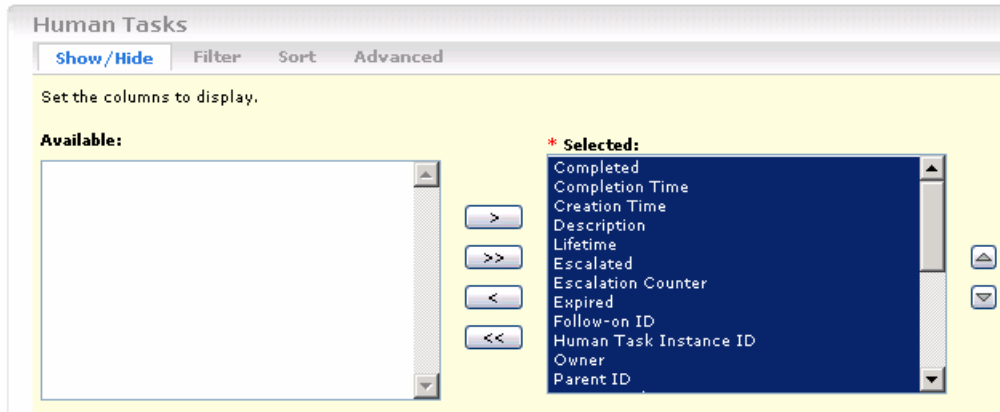 Human Tasks
Show/Hide Filter Sort Advanced
Set the columns to display.
Available:
* Selected:
Completed
Completion Time
Creation Time
Description
Lifetime
Escalated
Escalation Counter
Expired
Follow-on ID
Human Task Instance ID
Owner
Parent ID
>
>>
<
<<